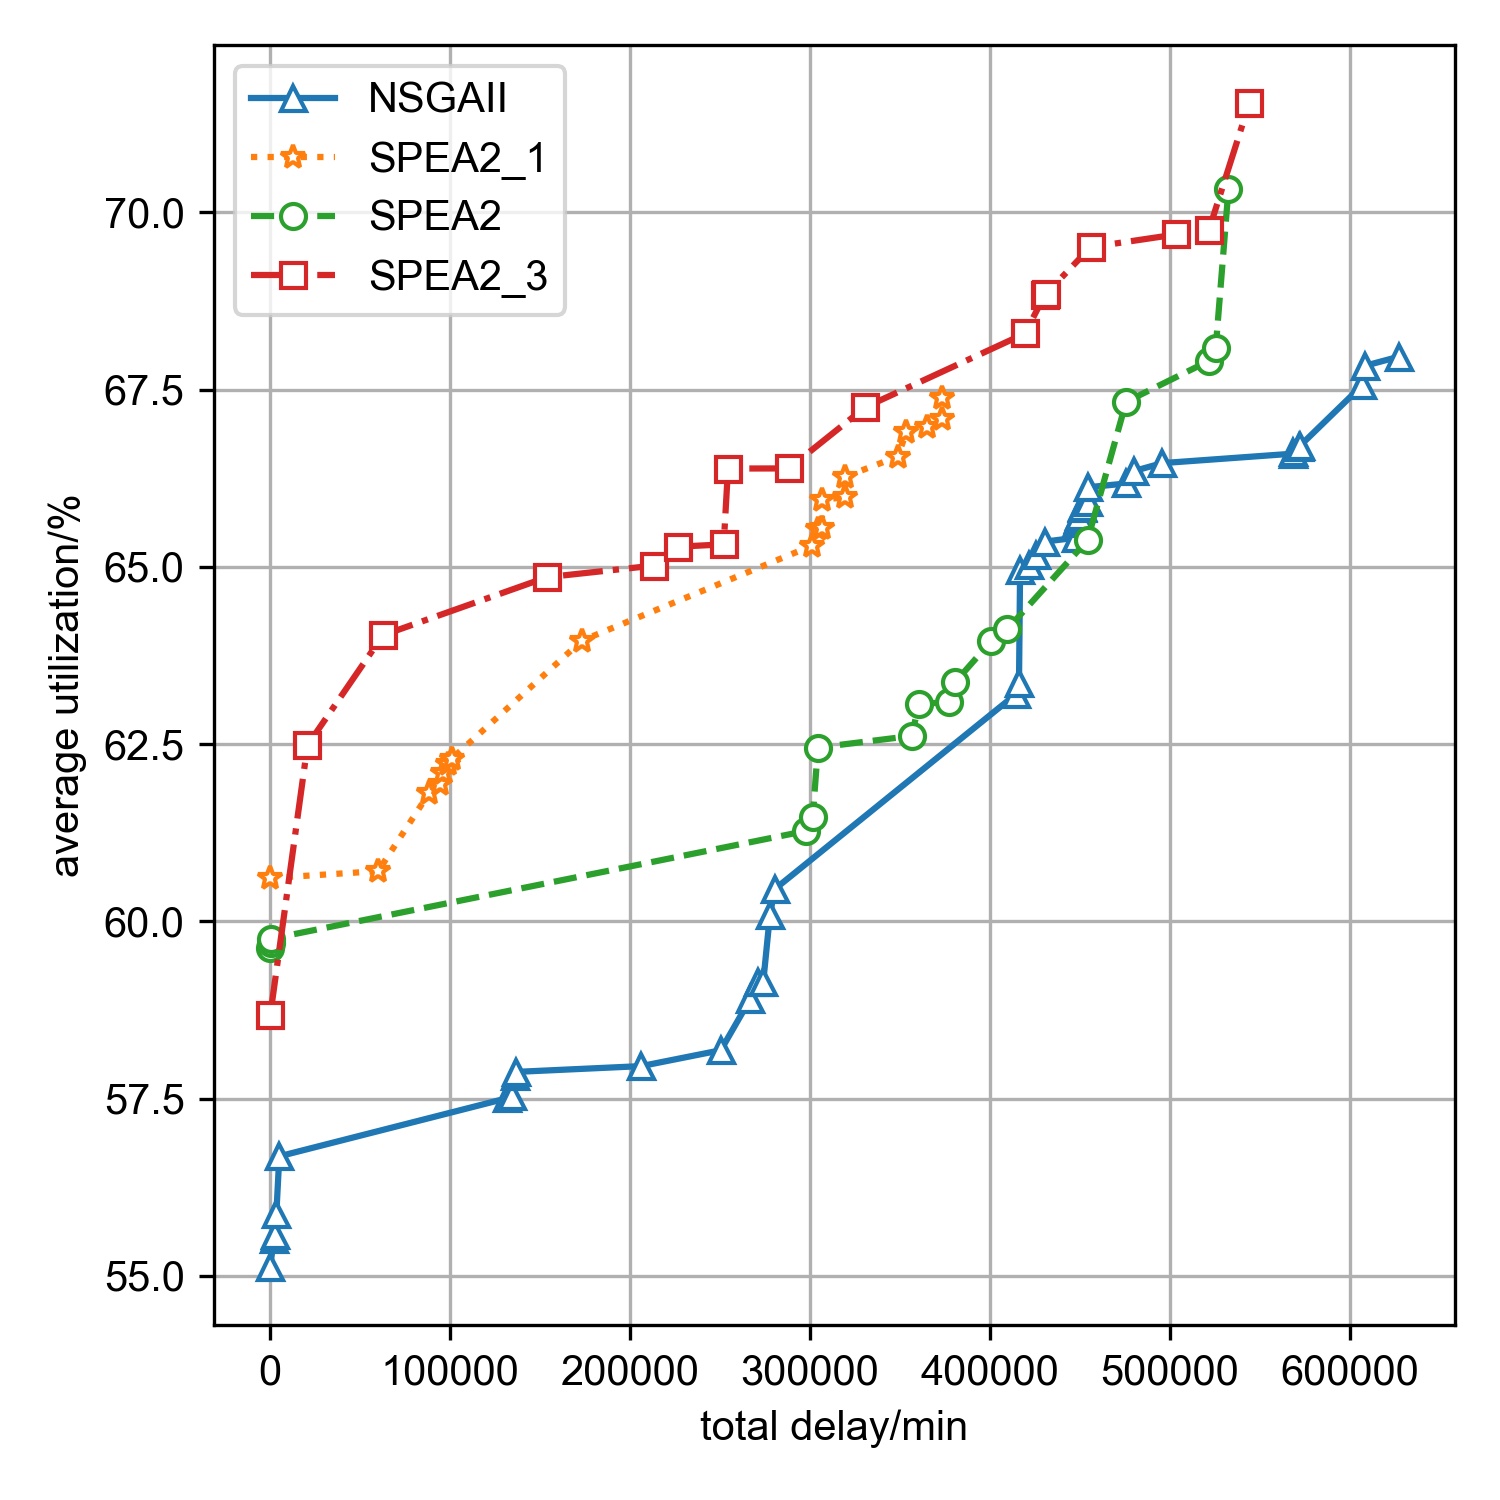 NSGAII
SPEA2_1
SPEA2
SPEA2_3
70.0
67.5
65.0
62.5
60.0
57.5
55.0
average utilization/%
0 100000 200000 300000 400000 500000 600000
total delay/min